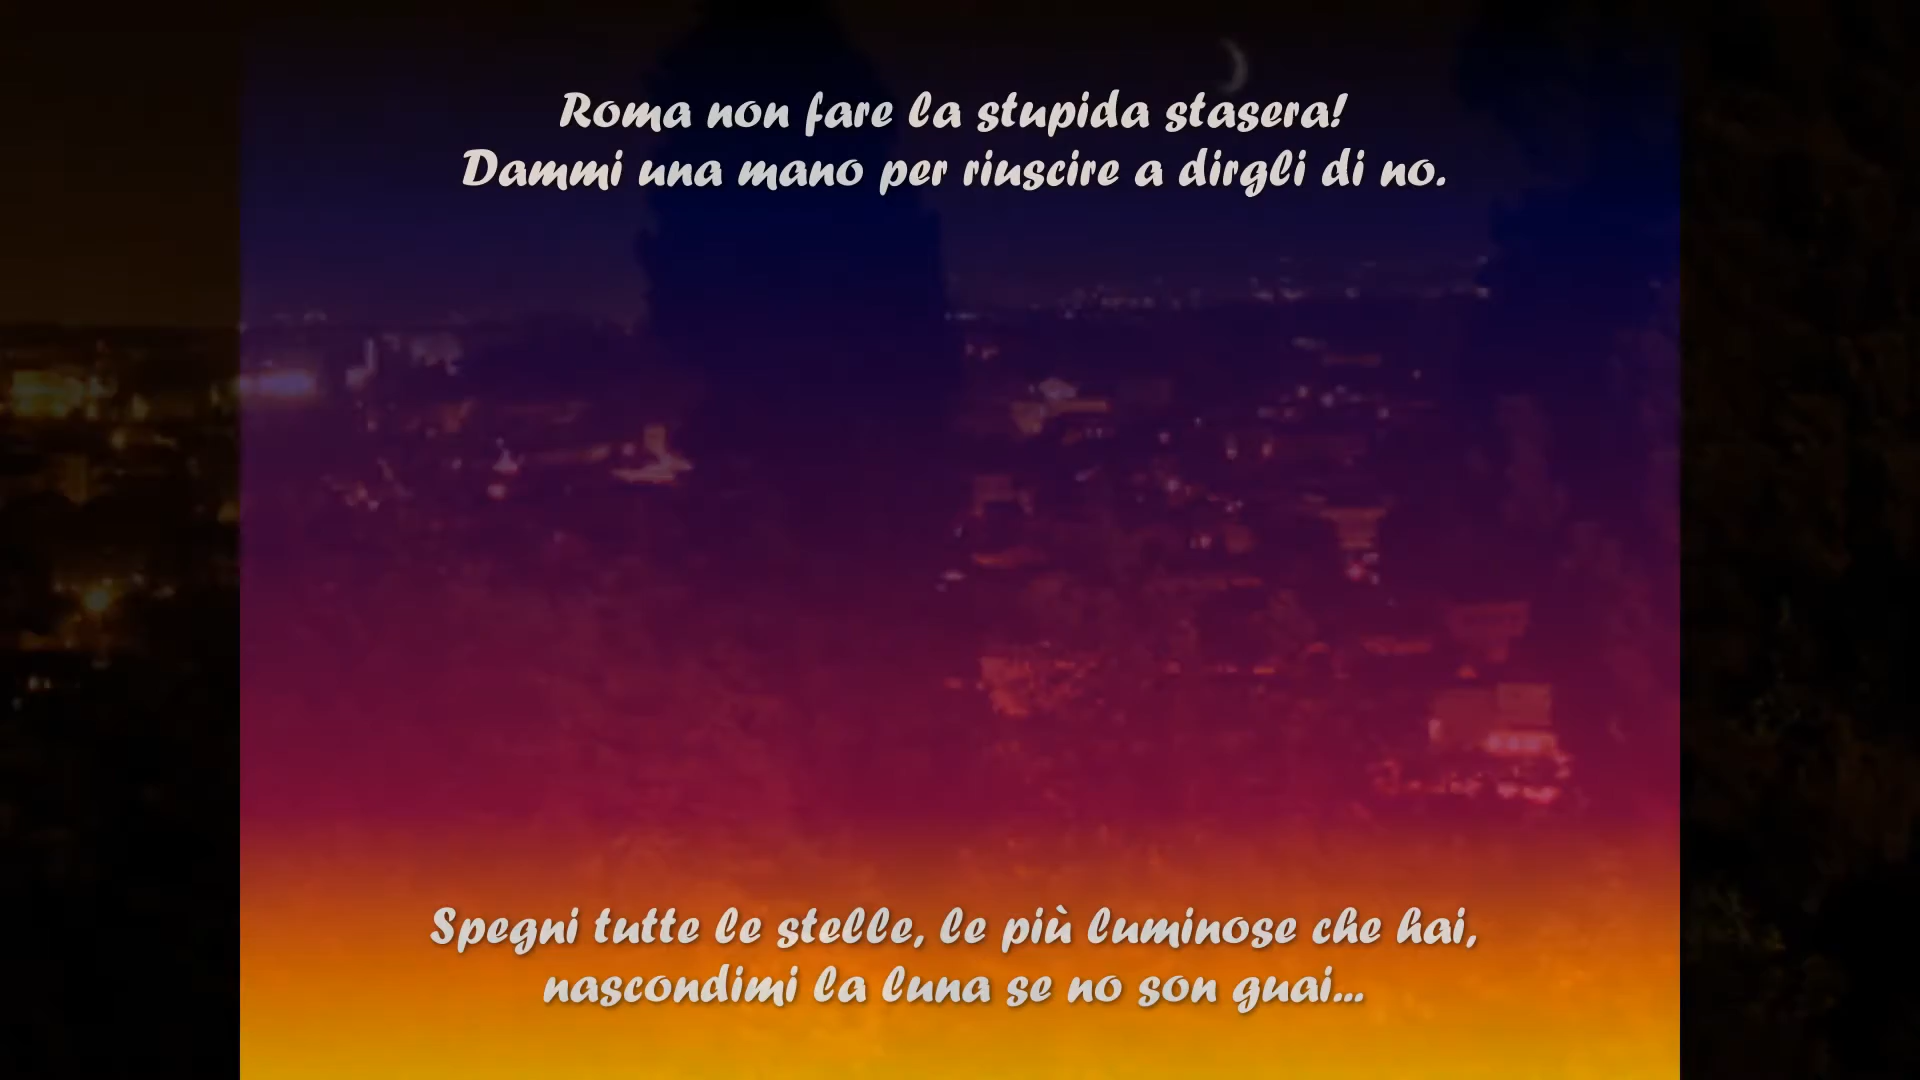 Roma non fare la stupida stasera!
Dammi una mano per riuscire a dirgli di no.
Spegni tutte le stelle, le più luminose che hai,
nascondimi la luna se no son guai...